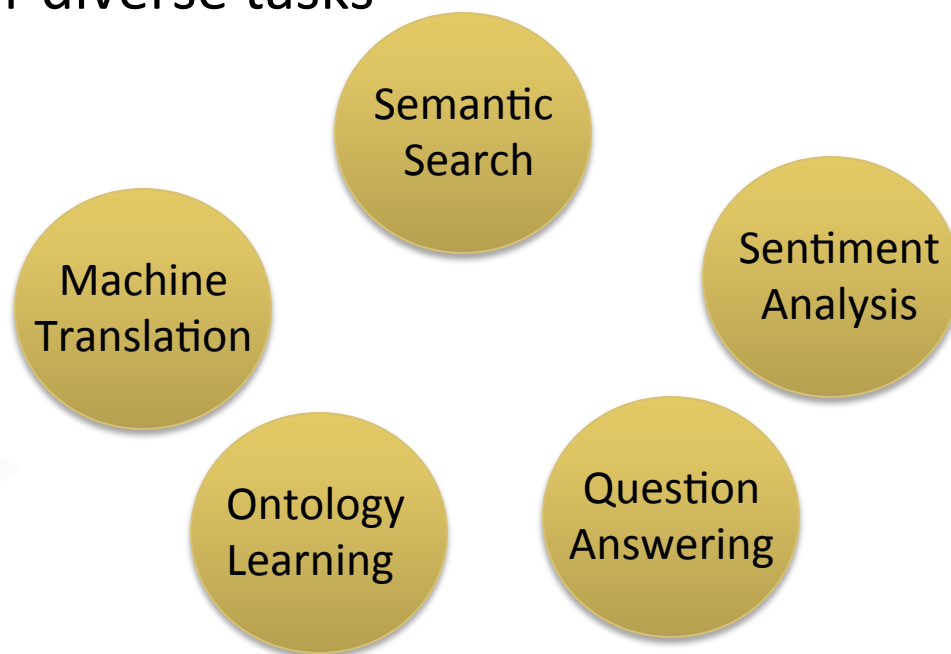 diverse tasks
Semantic
Search
Sentiment
Analysis
Machine
Translation
Ontology
Learning
Question
Answering